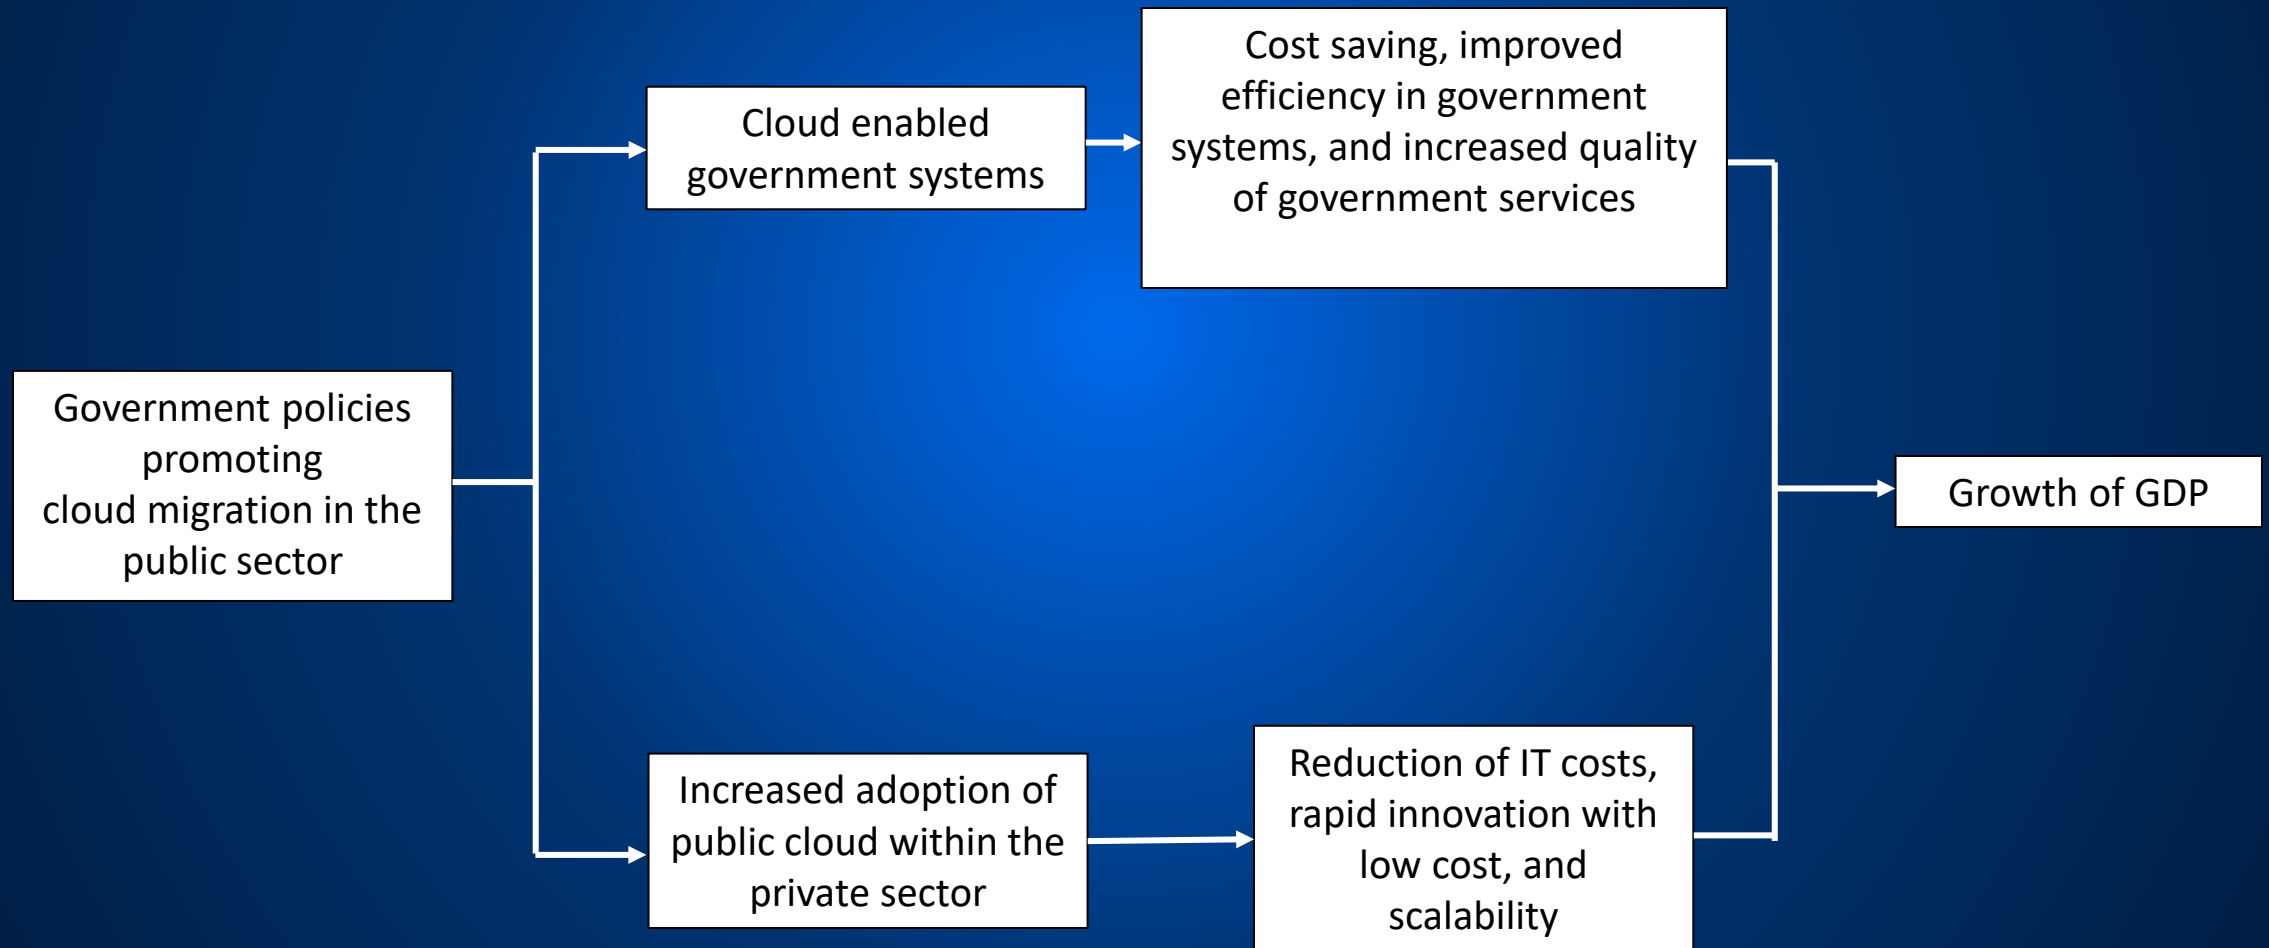 Government policies
promoting
cloud migration in the
public sector
Cloud enabled
government systems
Cost saving, improved
efficiency in government
systems, and increased quality
of government services
Increased adoption of
public cloud within the
private sector
Reduction of IT costs,
rapid innovation with
low cost, and
scalability
Growth of GDP